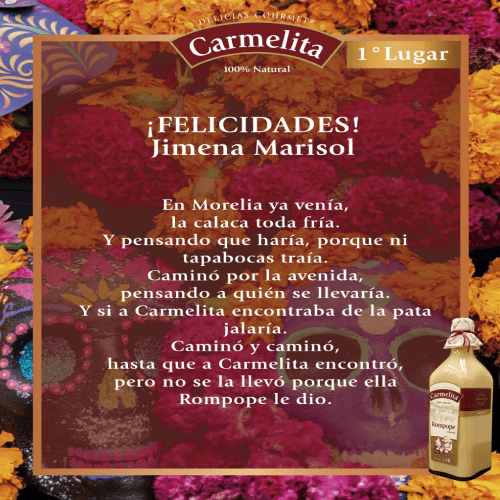 DELICIAS GOURMET
Carmelita
100% Natural
1° Lugar
¡FELICIDADES!
Jimena Marisol
En Morelia ya venía,
la calaca toda fría.
Y pensando que haría, porque ni
tapabocas traía.
Caminó por la avenida,
pensando a quién se llevaría.
Y si a Carmelita encontraba de la pata
jalaría.
Caminó y caminó,
hasta que a Carmelita encontró,
pero no se la llevó porque ella
Rompope le dio.
Carmelita
Rompope